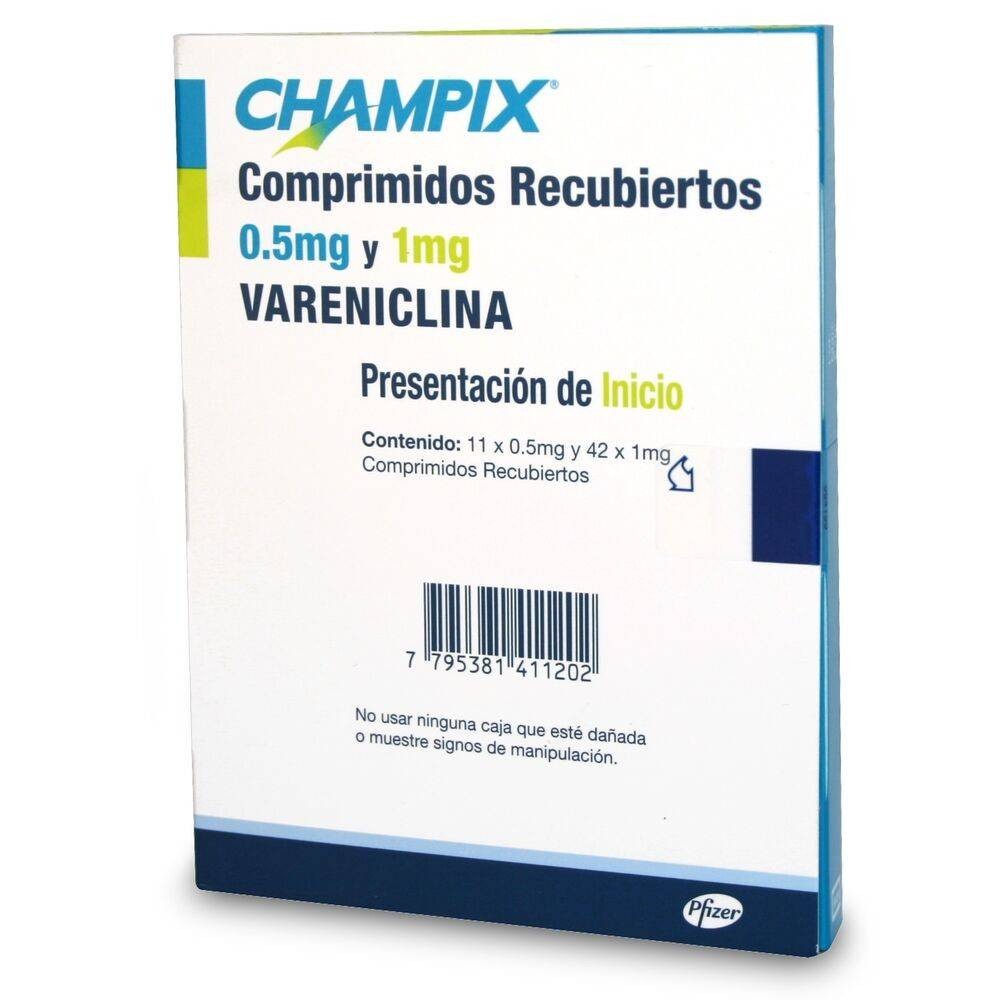 CHAMPIX®
Comprimidos Recubiertos
0.5mg y 1mg
VARENICLINA
Presentación de Inicio
Contenido: 11 x 0.5mg y 42 x 1mg
Comprimidos Recubiertos
7 795381 411202
No usar ninguna caja que esté dañada
o muestre signos de manipulación.
Pfizer